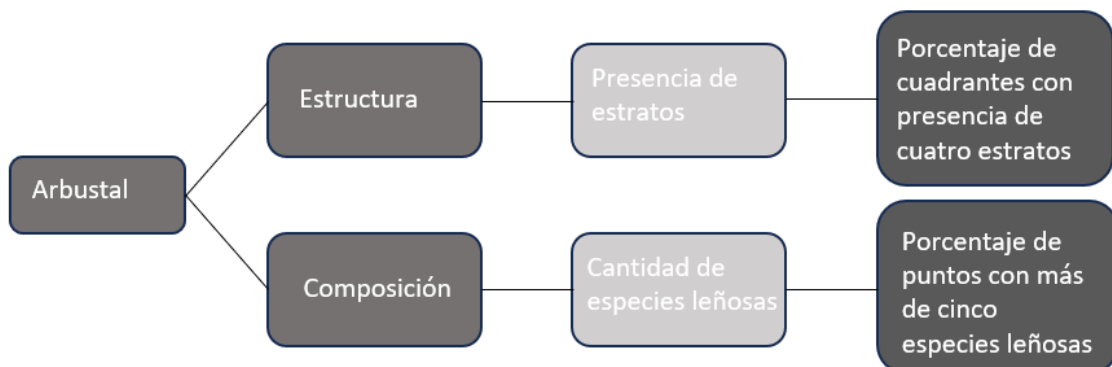 Arbustal
Estructura
Presencia de
estratos
Porcentaje de
cuadrantes con
presencia de
cuatro estratos
Composición
Cantidad de
especies leñosas
Porcentaje de
puntos con más
de cinco
especies leñosas